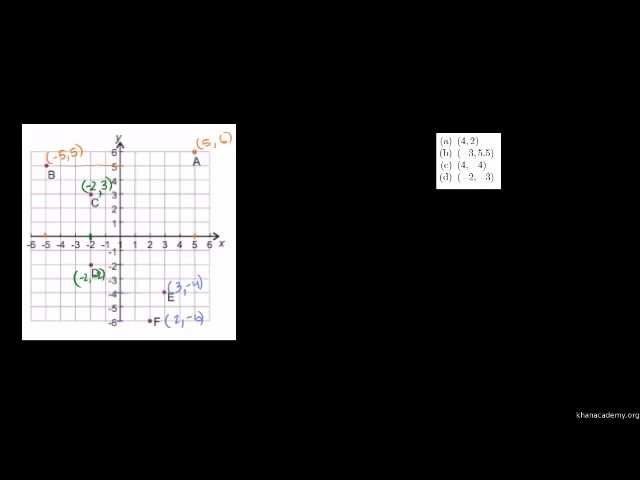 y
(5, 6)
(-5,5)
6
A
5
B
4
(-2,3)
3
C
2
1
-6 -5 -4 -3 -2 -1 1 2 3 4 5 6 x
-1
-2
D
(-2,-2)
-3
(3,-4)
-4
E
-5
-6
F (2,-6)
(a) (4, 2)
(b) (−3, 5.5)
(c) (4, −4)
(d) (−2, −3)
khanacademy.org